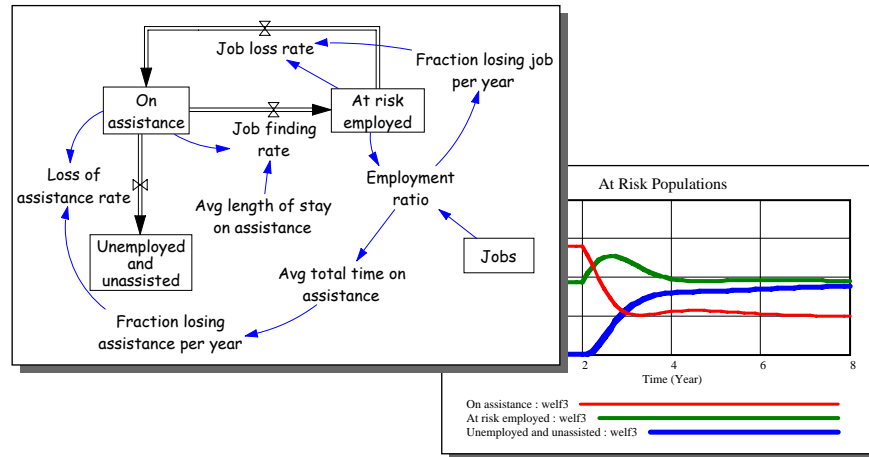 Job loss rate
Fraction losing job
per year
On
assistance
At risk
employed
Job finding
rate
Loss of
assistance rate
Employment
ratio
Avg length of stay
on assistance
Unemployed
and
unassisted
Jobs
Avg total time on
assistance
Fraction losing
assistance per year
At Risk Populations
2 4 6 8
Time (Year)
On assistance : welf3
At risk employed : welf3
Unemployed and unassisted : welf3